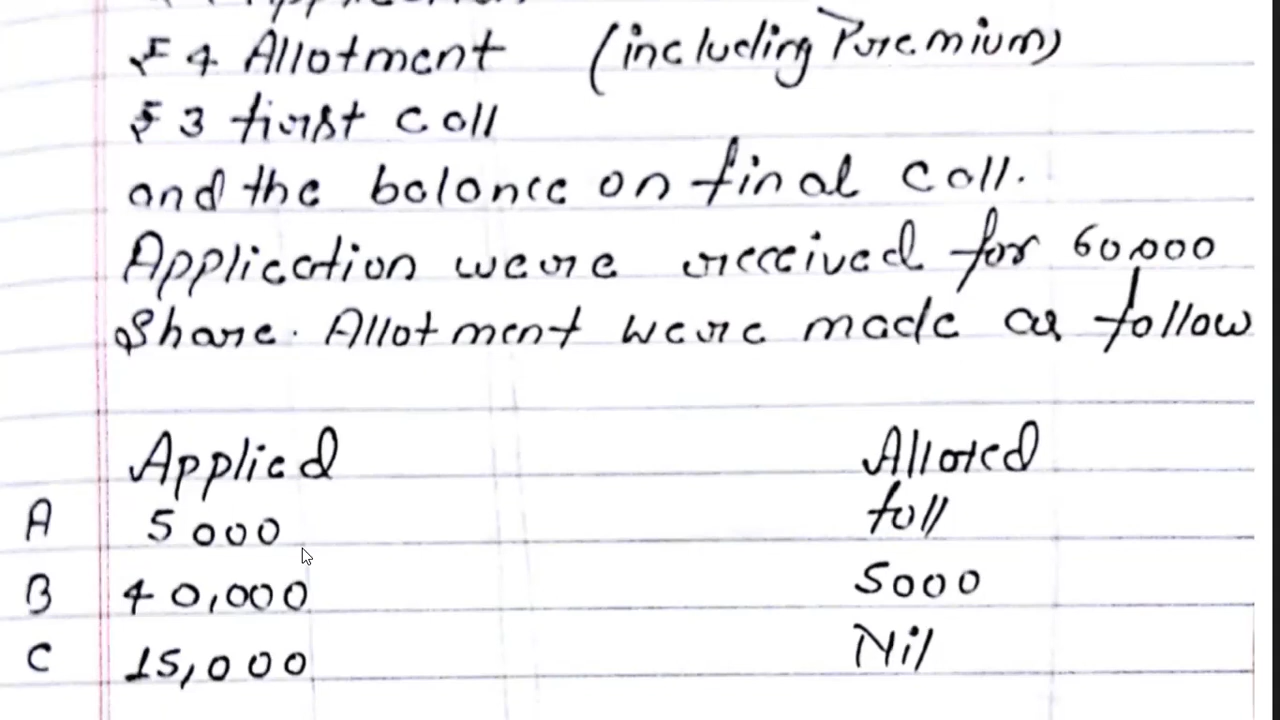 Application
₹ 4 Allotment (including Premium)
₹ 3 first Call
and the balance on final Call.
Application were received for 60,000
Share. Allotment were made as follow
Applied Alloted
A 5000 full
B 40,000 5000
C 15,000 Nil